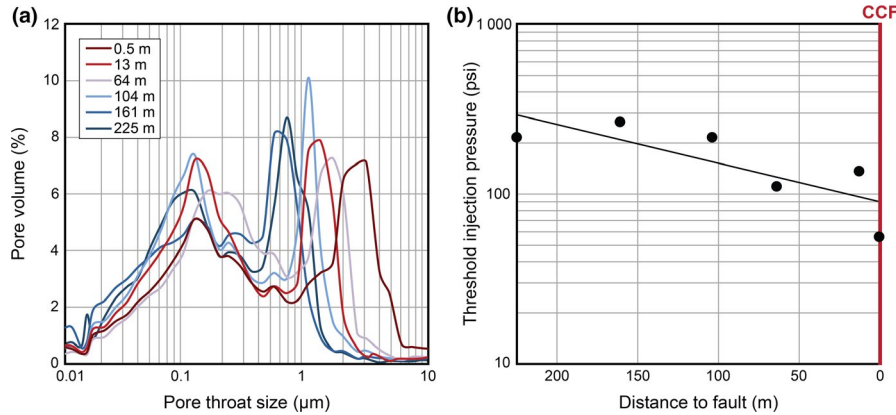 (a)
12
10
8
6
4
2
0
Pore volume (%)
0.5 m
13 m
64 m
104 m
161 m
225 m
0.01
0.1
1
10
Pore throat size (µm)
(b)
CCF
1 000
100
10
Threshold injection pressure (psi)
200
150
100
50
0
Distance to fault (m)